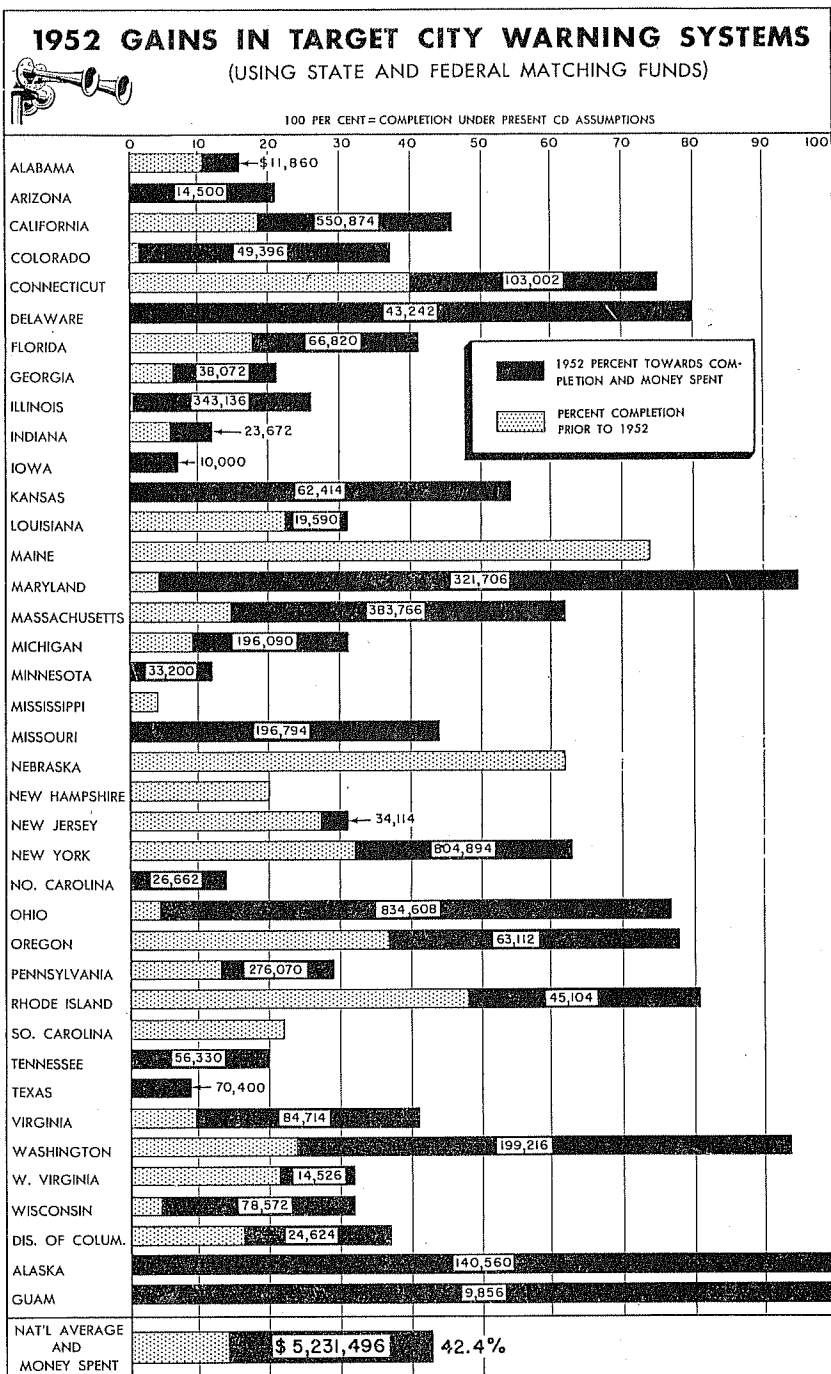 1952 GAINS IN TARGET CITY WARNING SYSTEMS
(USING STATE AND FEDERAL MATCHING FUNDS)
100 PER CENT = COMPLETION UNDER PRESENT CD ASSUMPTIONS
0 10 20 30 40 50 60 70 80 90 100
ALABAMA $11,860
ARIZONA 14,500
CALIFORNIA 550,874
COLORADO 49,396
CONNECTICUT 103,002
DELAWARE 43,242
FLORIDA 66,820
1952 PERCENT TOWARDS COM-
PLETION AND MONEY SPENT
PERCENT COMPLETION
PRIOR TO 1952
GEORGIA 38,072
ILLINOIS 343,136
INDIANA 23,672
IOWA 10,000
KANSAS 62,414
LOUISIANA 19,590
MAINE
MARYLAND 321,706
MASSACHUSETTS 383,766
MICHIGAN 196,090
MINNESOTA 33,200
MISSISSIPPI
MISSOURI 196,794
NEBRASKA
NEW HAMPSHIRE
NEW JERSEY 34,114
NEW YORK 804,894
NO. CAROLINA 26,662
OHIO 834,608
OREGON 63,112
PENNSYLVANIA 276,070
RHODE ISLAND 45,104
SO. CAROLINA
TENNESSEE 56,330
TEXAS 70,400
VIRGINIA 84,714
WASHINGTON 199,216
W. VIRGINIA 14,526
WISCONSIN 78,572
DIS. OF COLUM. 24,624
ALASKA 140,560
GUAM 9,856
NAT'L AVERAGE
AND
MONEY SPENT
$5,231,496 42.4%